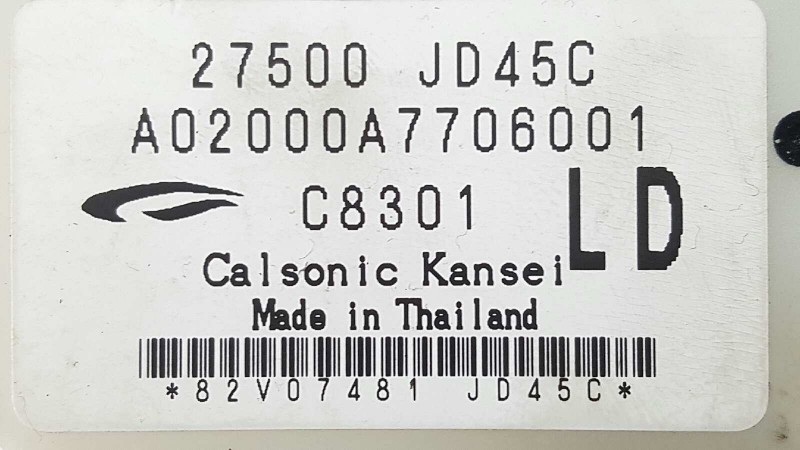 27500 JD45C
A02000A7706001
C8301 LD
Calsonic Kansei
Made in Thailand
*82V07481 JD45C*